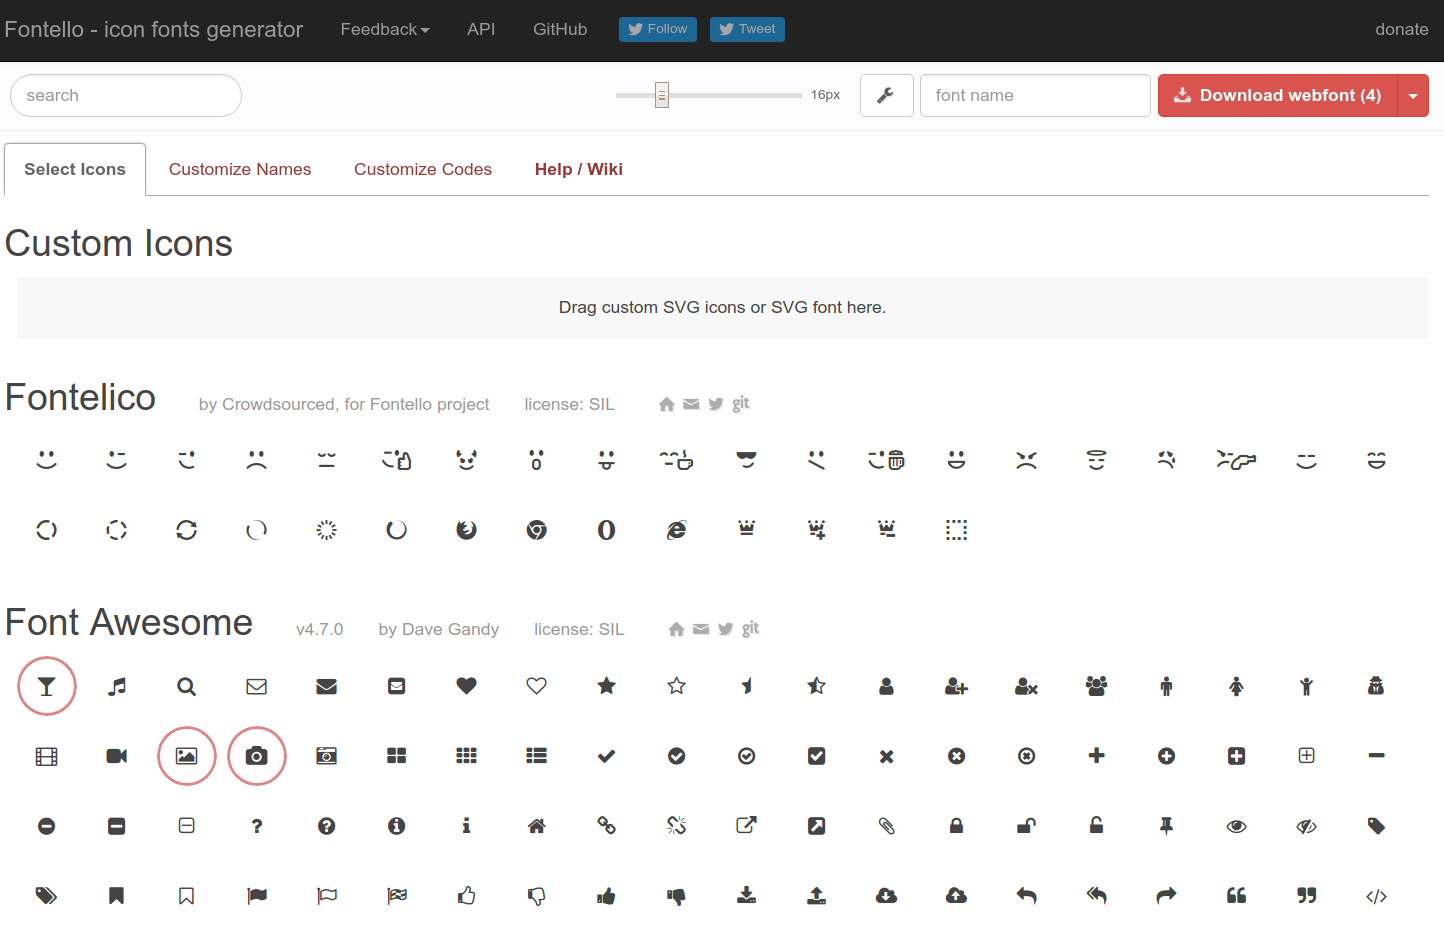 Fontello - icon fonts generator Feedback API GitHub Follow Tweet donate
search 16px font name Download webfont (4)
Select Icons Customize Names Customize Codes Help / Wiki
Custom Icons
Drag custom SVG icons or SVG font here.
Fontelico by Crowdsourced, for Fontello project license: SIL git
Font Awesome v4.7.0 by Dave Gandy license: SIL git